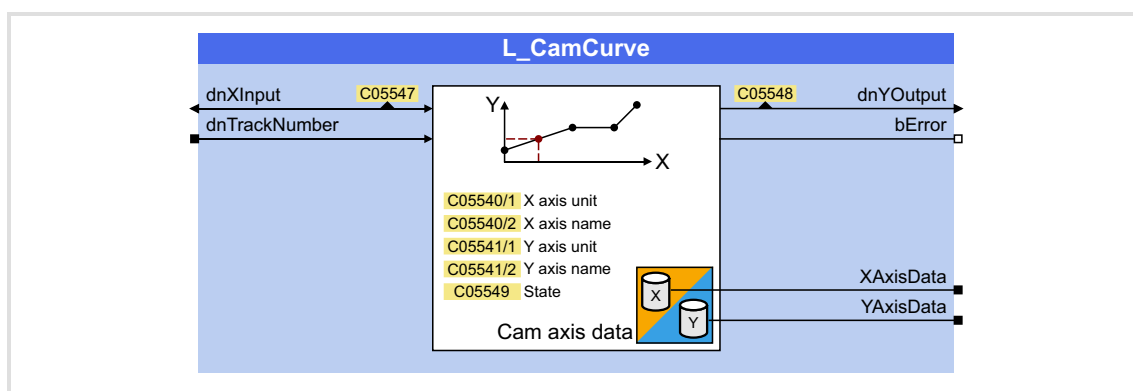 L_CamCurve
dnXInput C05547 C05548 dnYOutput
dnTrackNumber bError
Y
X
C05540/1 X axis unit
C05540/2 X axis name
C05541/1 Y axis unit
C05541/2 Y axis name
C05549 State
XAxisData
X
YAxisData
Y
Cam axis data